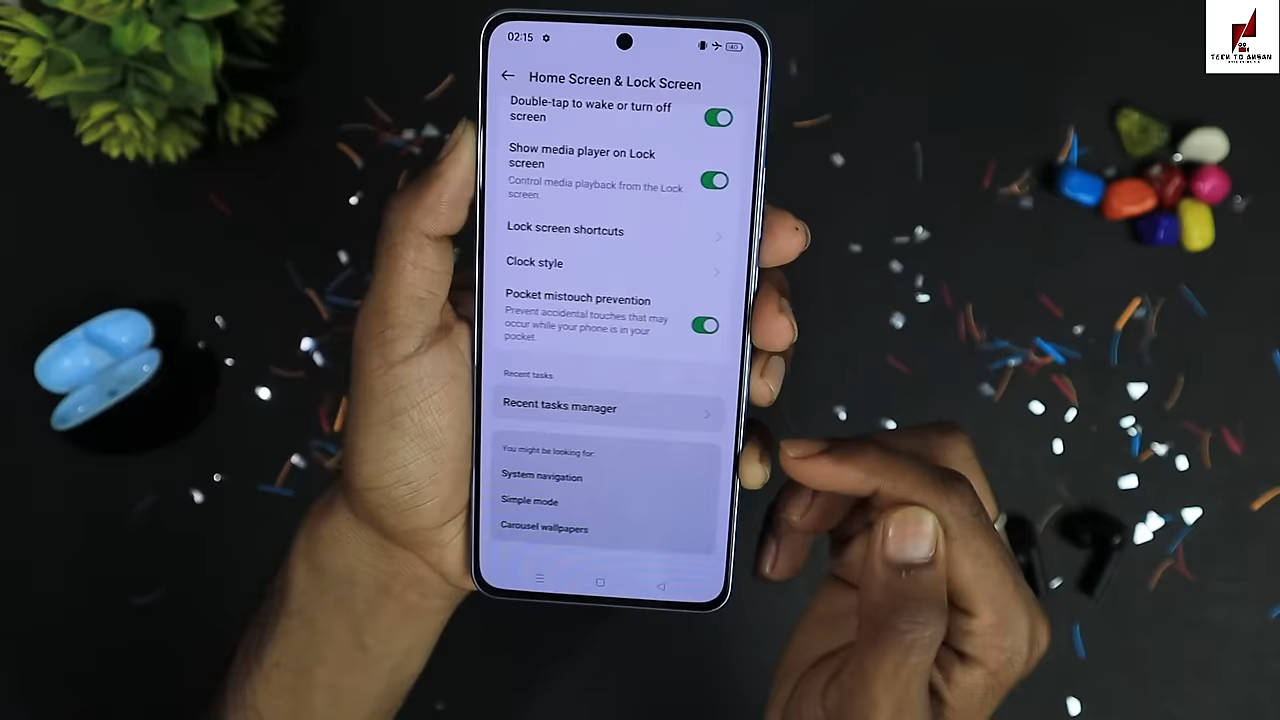 TECH TO AHSAN
02:15
40
Home Screen & Lock Screen
Double-tap to wake or turn off
screen
Show media player on Lock
screen
Control media playback from the Lock
screen.
Lock screen shortcuts
Clock style
Pocket mistouch prevention
Prevent accidental touches that may
occur while your phone is in your
pocket.
Recent tasks
Recent tasks manager
You might be looking for:
System navigation
Simple mode
Carousel wallpapers